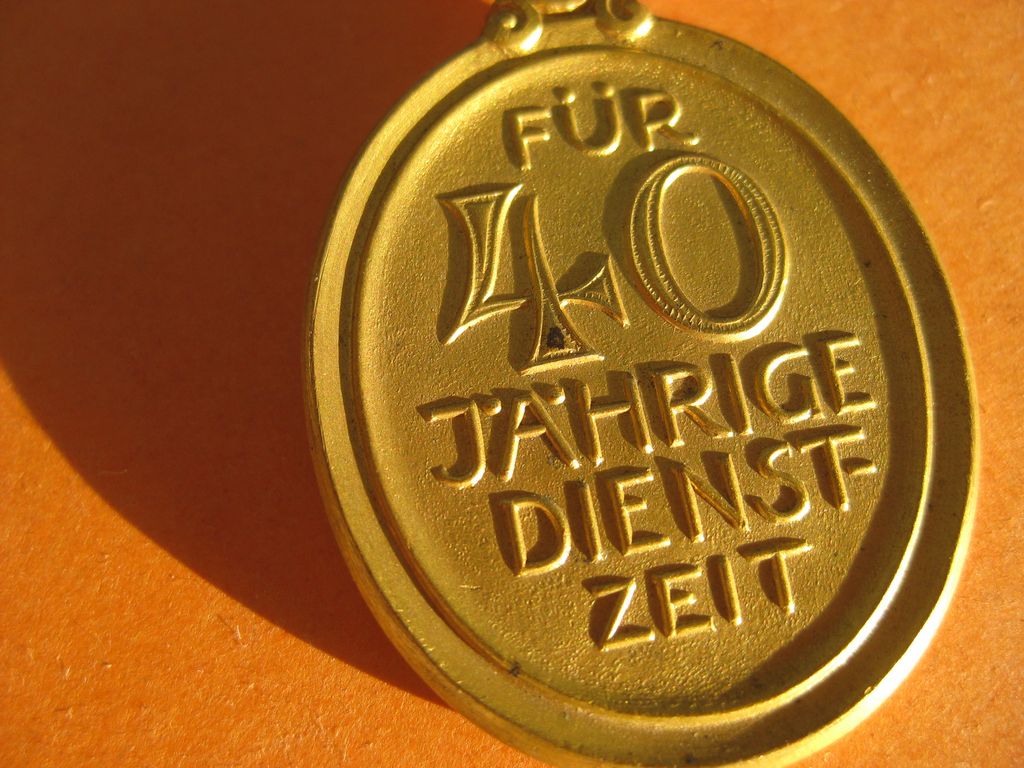 FÜR
40
JÄHRIGE
DIENST-
ZEIT